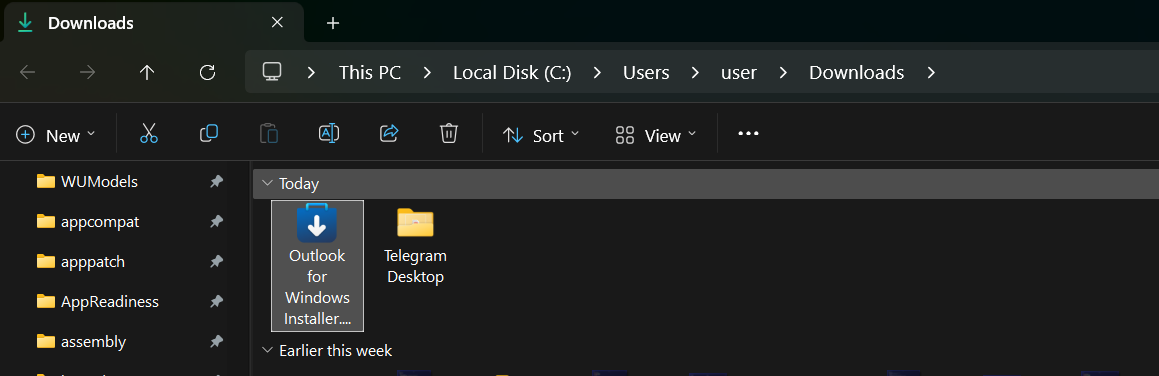 Downloads
This PC > Local Disk (C:) > Users > user > Downloads >
New
Sort
View
WUModels
appcompat
apppatch
AppReadiness
assembly
Today
Outlook
for
Windows
Installer....
Telegram
Desktop
Earlier this week